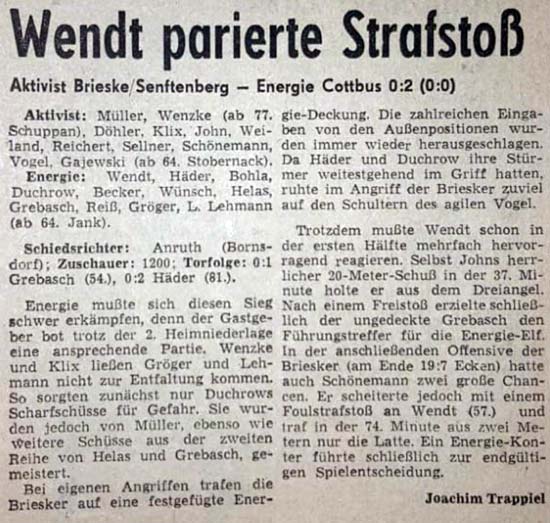 Wendt parierte Strafstoß
Aktivist Brieske/Senftenberg — Energie Cottbus 0:2 (0:0)
Aktivist: Müller, Wenzke (ab 77.
Schuppan), Döhler, Klix, John, Wei-
land, Reichert, Sellner, Schönemann,
Vogel, Gajewski (ab 64. Stobernack).
Energie: Wendt, Häder, Bohla,
Duchrow, Becker, Wünsch, Helas,
Grebasch, Reiß, Gröger, L. Lehmann
(ab 64. Jank).
Schiedsrichter: Anruth (Borns-
dorf); Zuschauer: 1200; Torfolge: 0:1
Grebasch (54.), 0:2 Häder (81.).
Energie mußte sich diesen Sieg
schwer erkämpfen, denn der Gastge-
ber bot trotz der 2. Heimniederlage
eine ansprechende Partie. Wenzke
und Klix ließen Gröger und Leh-
mann nicht zur Entfaltung kommen.
So sorgten zunächst nur Duchrows
Scharfschüsse für Gefahr. Sie wur-
den jedoch von Müller, ebenso wie
weitere Schüsse aus der zweiten
Reihe von Helas und Grebasch, ge-
meistert.
Bei eigenen Angriffen trafen die
Briesker auf eine festgefügte Ener-
gie-Deckung. Die zahlreichen Einga-
ben von den Außenpositionen wur-
den immer wieder herausgeschlagen.
Da Häder und Duchrow ihre Stür-
mer weitestgehend im Griff hatten,
ruhte im Angriff der Briesker zuviel
auf den Schultern des agilen Vogel.
Trotzdem mußte Wendt schon in
der ersten Hälfte mehrfach hervor-
ragend reagieren. Selbst Johns herr-
licher 20-Meter-Schuß in der 37. Mi-
nute holte er aus dem Dreiangel.
Nach einem Freistoß erzielte schließ-
lich der ungedeckte Grebasch den
Führungstreffer für die Energie-Elf.
In der anschließenden Offensive der
Briesker (am Ende 19:7 Ecken) hatte
auch Schönemann zwei große Chan-
cen. Er scheiterte jedoch mit einem
Foulstrafstoß an Wendt (57.) und
traf in der 74. Minute aus zwei Me-
tern nur die Latte. Ein Energie-Kon-
ter führte schließlich zur endgülti-
gen Spielentscheidung.
Joachim Trappiel